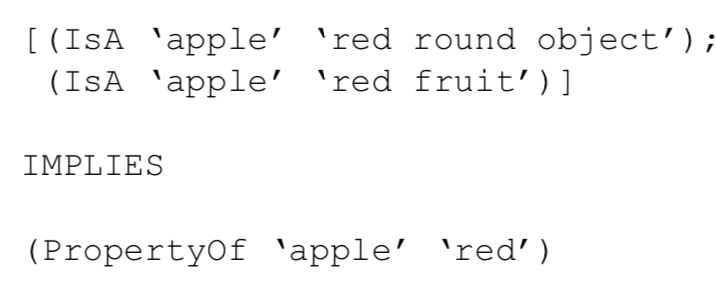 [(IsA ‘apple’ ‘red round object’);
(IsA ‘apple’ ‘red fruit’)]
IMPLIES
(PropertyOf ‘apple’ ‘red’)